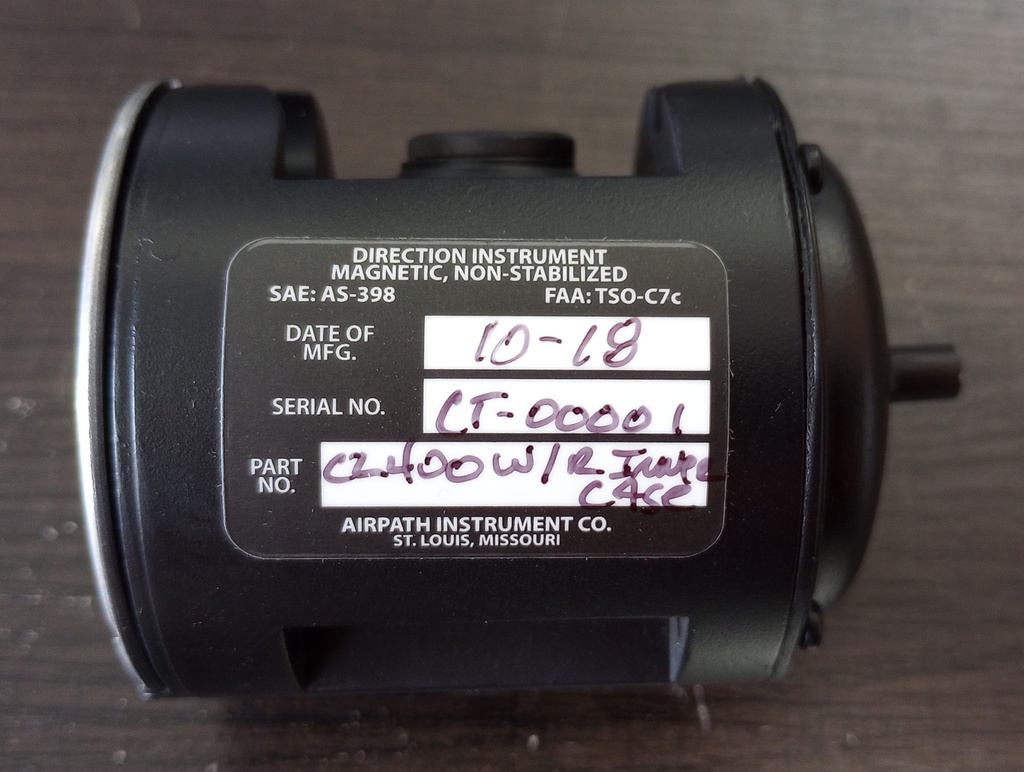 DIRECTION INSTRUMENT
MAGNETIC, NON-STABILIZED
SAE: AS-398 FAA: TSO-C7c
DATE OF MFG. 10-18
SERIAL NO. CT-00001
PART NO. C2400W/R
CASE
AIRPATH INSTRUMENT CO.
ST. LOUIS, MISSOURI